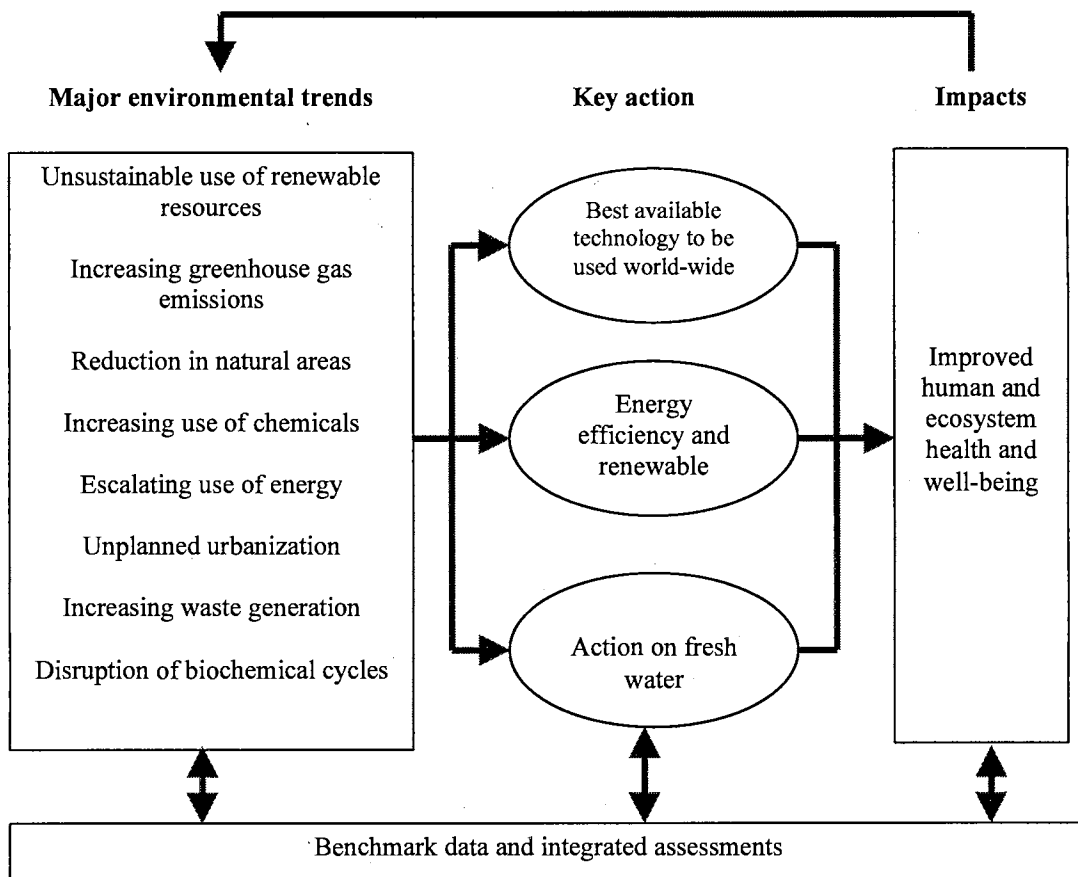 Major environmental trends
Key action
Impacts
Unsustainable use of renewable
resources
Increasing greenhouse gas
emissions
Reduction in natural areas
Increasing use of chemicals
Escalating use of energy
Unplanned urbanization
Increasing waste generation
Disruption of biochemical cycles
Best available
technology to be
used world-wide
Energy
efficiency and
renewable
Action on fresh
water
Improved
human and
ecosystem
health and
well-being
Benchmark data and integrated assessments